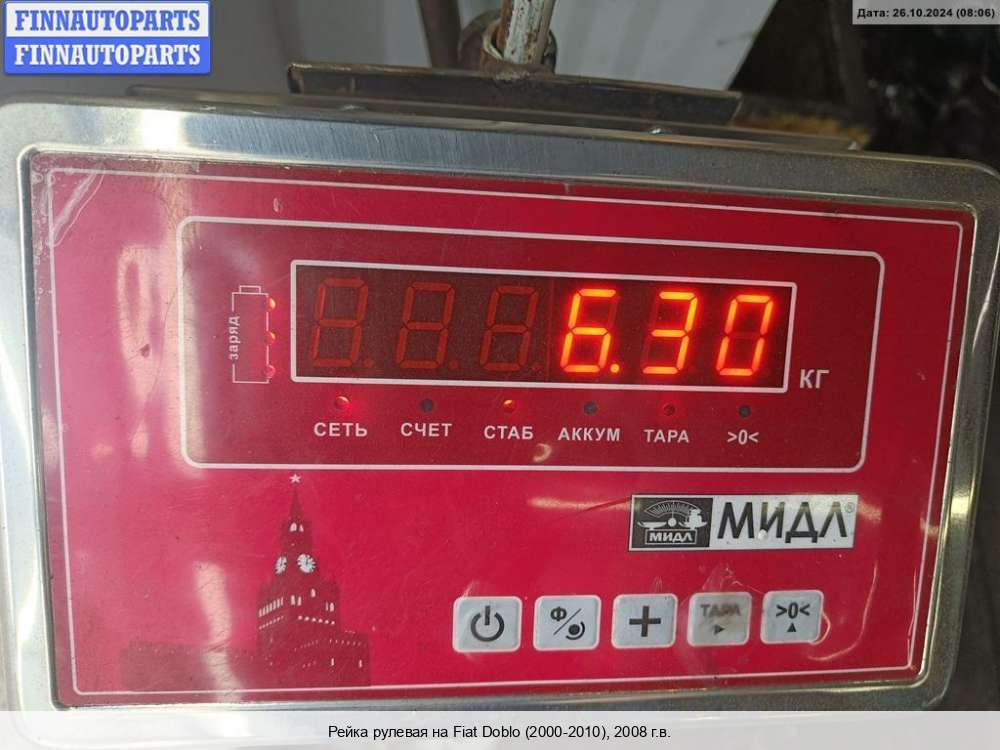 FINNAUTOPARTS
FINNAUTOPARTS
Дата: 26.10.2024 (08:06)
заряд
6.30
КГ
СЕТЬ СЧЕТ СТАБ АККУМ ТАРА >0<
МИДЛ МИДЛ®
Ф ТАРА >0<
Рейка рулевая на Fiat Doblo (2000-2010), 2008 г.в.